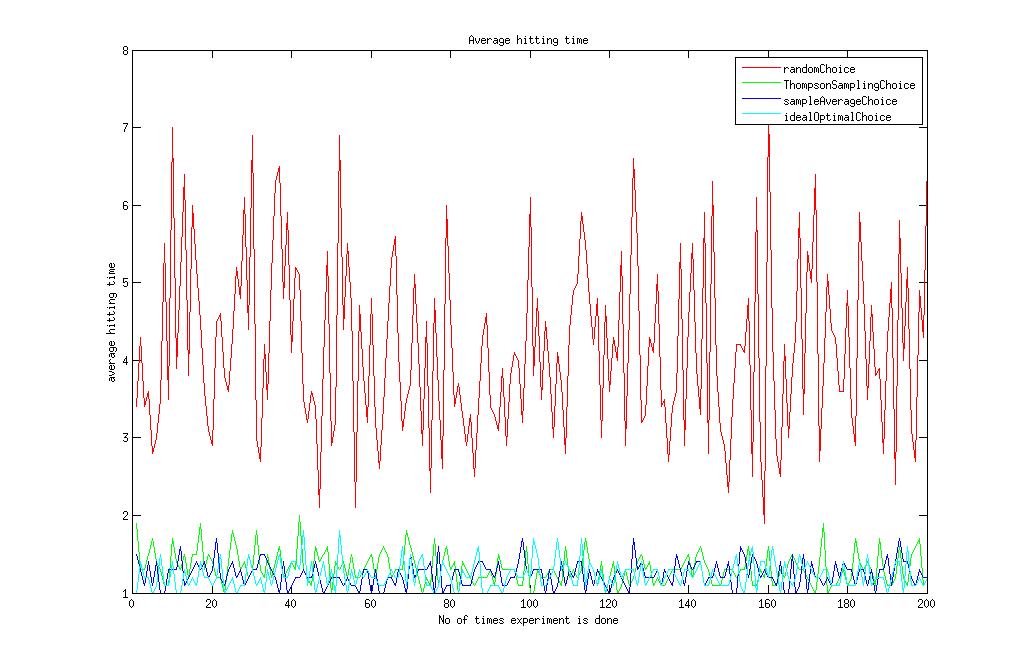 Average hitting time
8
7
6
5
4
3
2
1
average hitting time
randomChoice
ThompsonSamplingChoice
sampleAverageChoice
idealOptimalChoice
0 20 40 60 80 100 120 140 160 180 200
No of times experiment is done